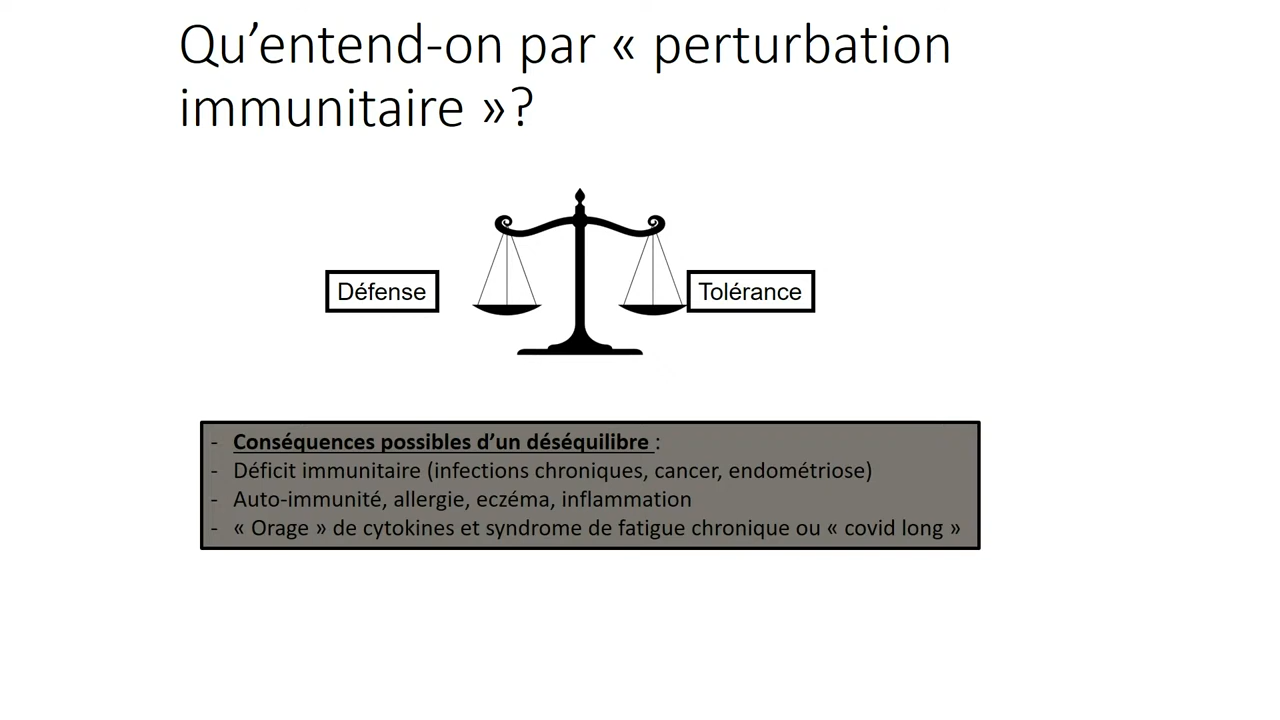 Qu’entend-on par « perturbation
immunitaire »?
Défense
Tolérance
- Conséquences possibles d’un déséquilibre :
- Déficit immunitaire (infections chroniques, cancer, endométriose)
- Auto-immunité, allergie, eczéma, inflammation
- « Orage » de cytokines et syndrome de fatigue chronique ou « covid long »